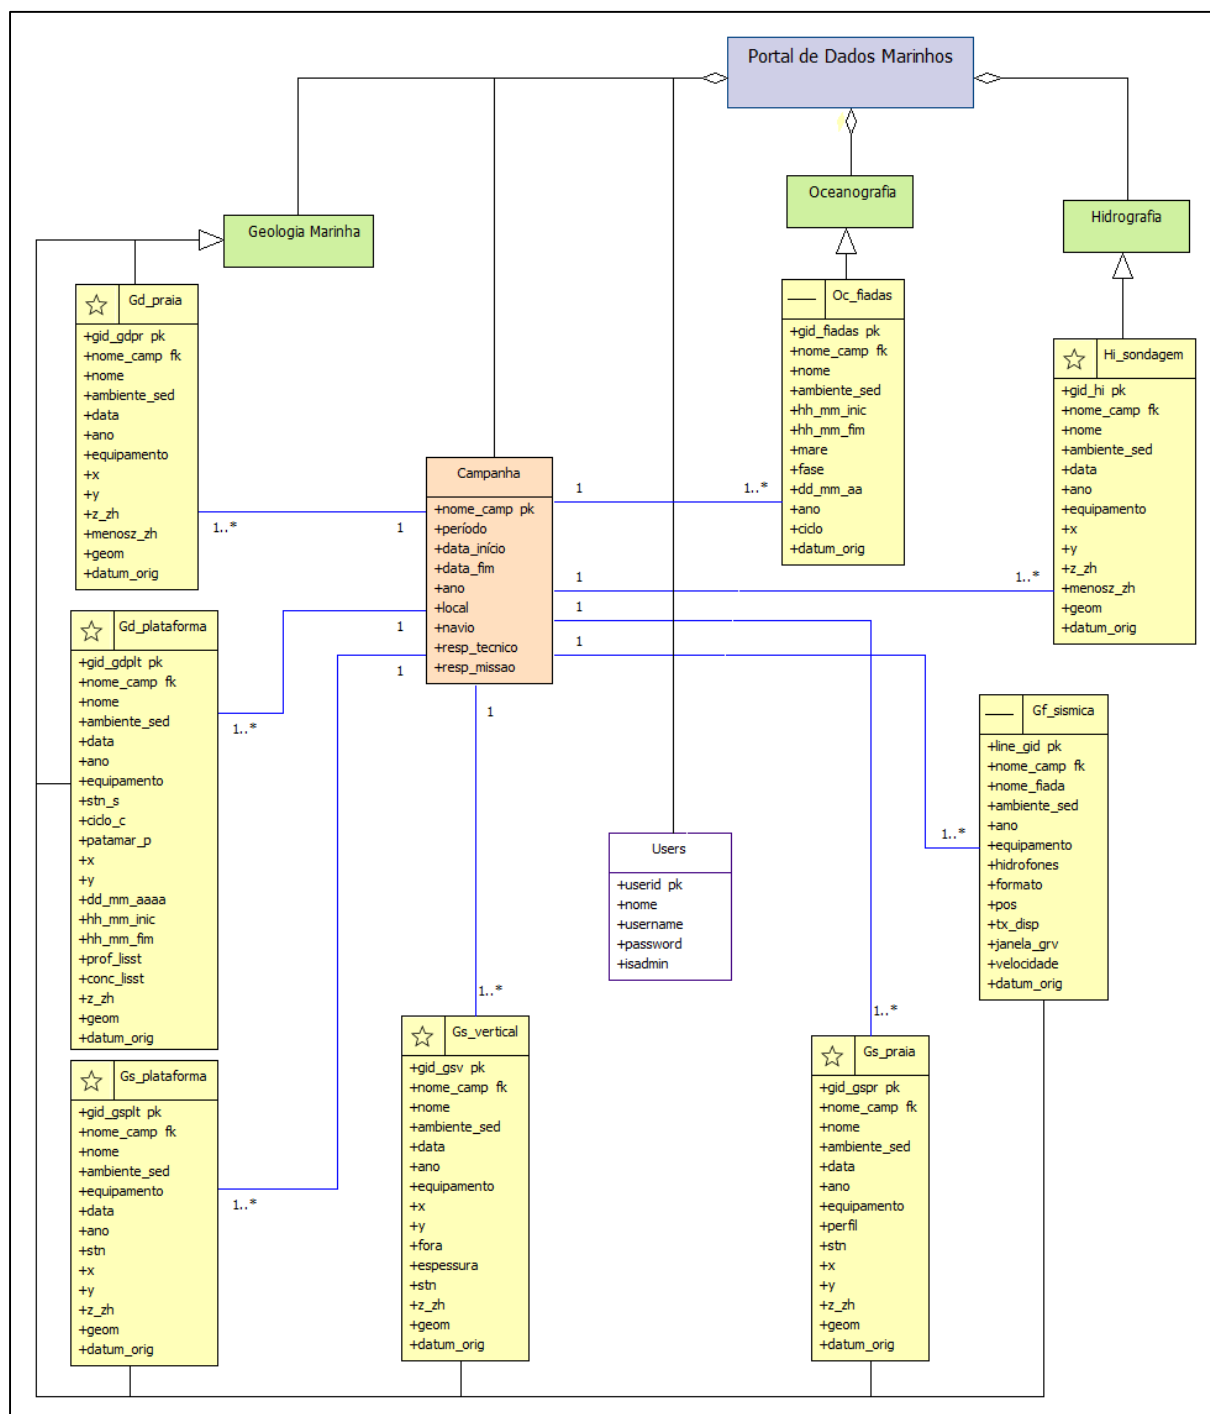 Portal de Dados Marinhos
Geologia Marinha
Oceanografia
Hidrografia
Gd_praia
+gid_gdpr pk
+nome_camp fk
+nome
+ambiente_sed
+data
+ano
+equipamento
+x
+y
+z_zh
+menosz_zh
+geom
+datum_orig
1..*
1
Oc_fiadas
+gid_fiadas pk
+nome_camp fk
+nome
+ambiente_sed
+hh_mm_inic
+hh_mm_fim
+mare
+fase
+dd_mm_aa
+ano
+ciclo
+datum_orig
1
1..*
Hi_sondagem
+gid_hi pk
+nome_camp fk
+nome
+ambiente_sed
+data
+ano
+equipamento
+x
+y
+z_zh
+menosz_zh
+geom
+datum_orig
1
1..*
Campanha
+nome_camp pk
+período
+data_início
+data_fim
+ano
+local
+navio
+resp_tecnico
+resp_missao
1
1
1
1
1
Gd_plataforma
+gid_gdplt pk
+nome_camp fk
+nome
+ambiente_sed
+data
+ano
+equipamento
+stn_s
+ciclo_c
+patamar_p
+x
+y
+dd_mm_aaaa
+hh_mm_inic
+hh_mm_fim
+prof_lisst
+conc_lisst
+z_zh
+geom
+datum_orig
1..*
Gf_sismica
+line_gid pk
+nome_camp fk
+nome_fiada
+ambiente_sed
+ano
+equipamento
+hidrofones
+formato
+pos
+tx_disp
+janela_grv
+velocidade
+datum_orig
1..*
Users
+userid pk
+nome
+username
+password
+isadmin
Gs_plataforma
+gid_gsplt pk
+nome_camp fk
+nome
+ambiente_sed
+equipamento
+data
+ano
+stn
+x
+y
+z_zh
+geom
+datum_orig
1..*
Gs_vertical
+gid_gsv pk
+nome_camp fk
+nome
+ambiente_sed
+data
+ano
+equipamento
+x
+y
+fora
+espessura
+stn
+z_zh
+geom
+datum_orig
1..*
Gs_praia
+gid_gspr pk
+nome_camp fk
+nome
+ambiente_sed
+data
+ano
+equipamento
+perfil
+stn
+x
+y
+z_zh
+geom
+datum_orig
1..*